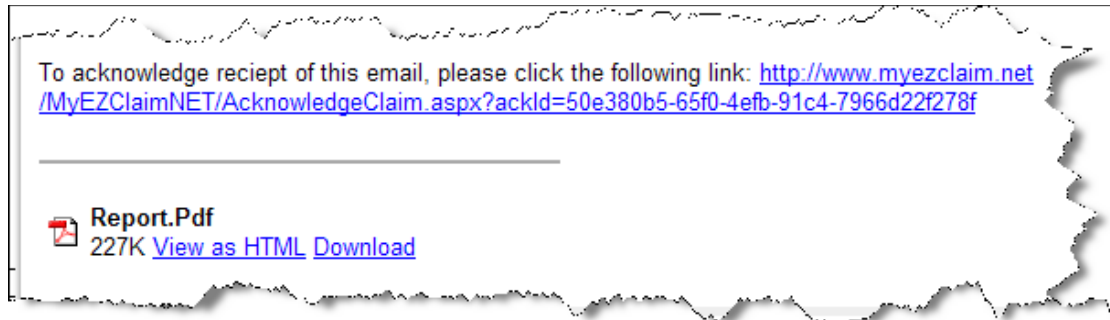 To acknowledge reciept of this email, please click the following link: http://www.myezclaim.net
/MyEZClaimNET/AcknowledgeClaim.aspx?ackId=50e380b5-65f0-4efb-91c4-7966d22f278f
Report.Pdf
227K View as HTML Download